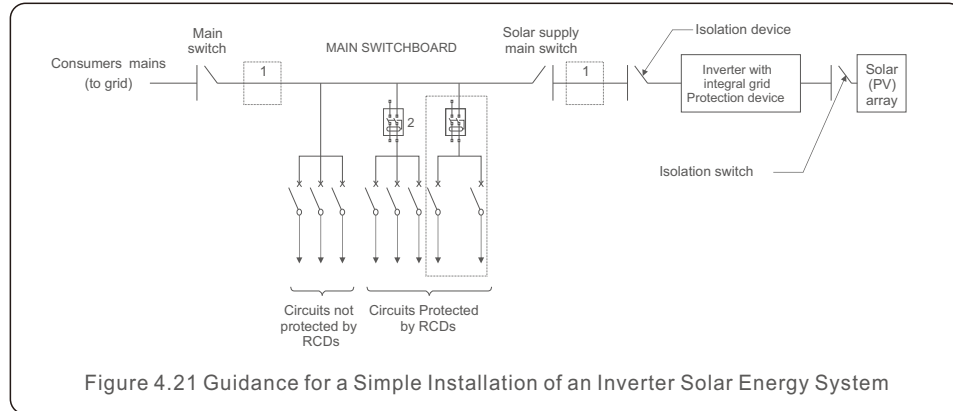 Main
switch
Consumers mains
(to grid)
1
MAIN SWITCHBOARD
Solar supply
main switch
1
Isolation device
Inverter with
integral grid
Protection device
Solar
(PV)
array
2
Isolation switch
Circuits not
protected by
RCDs
Circuits Protected
by RCDs
Figure 4.21 Guidance for a Simple Installation of an Inverter Solar Energy System